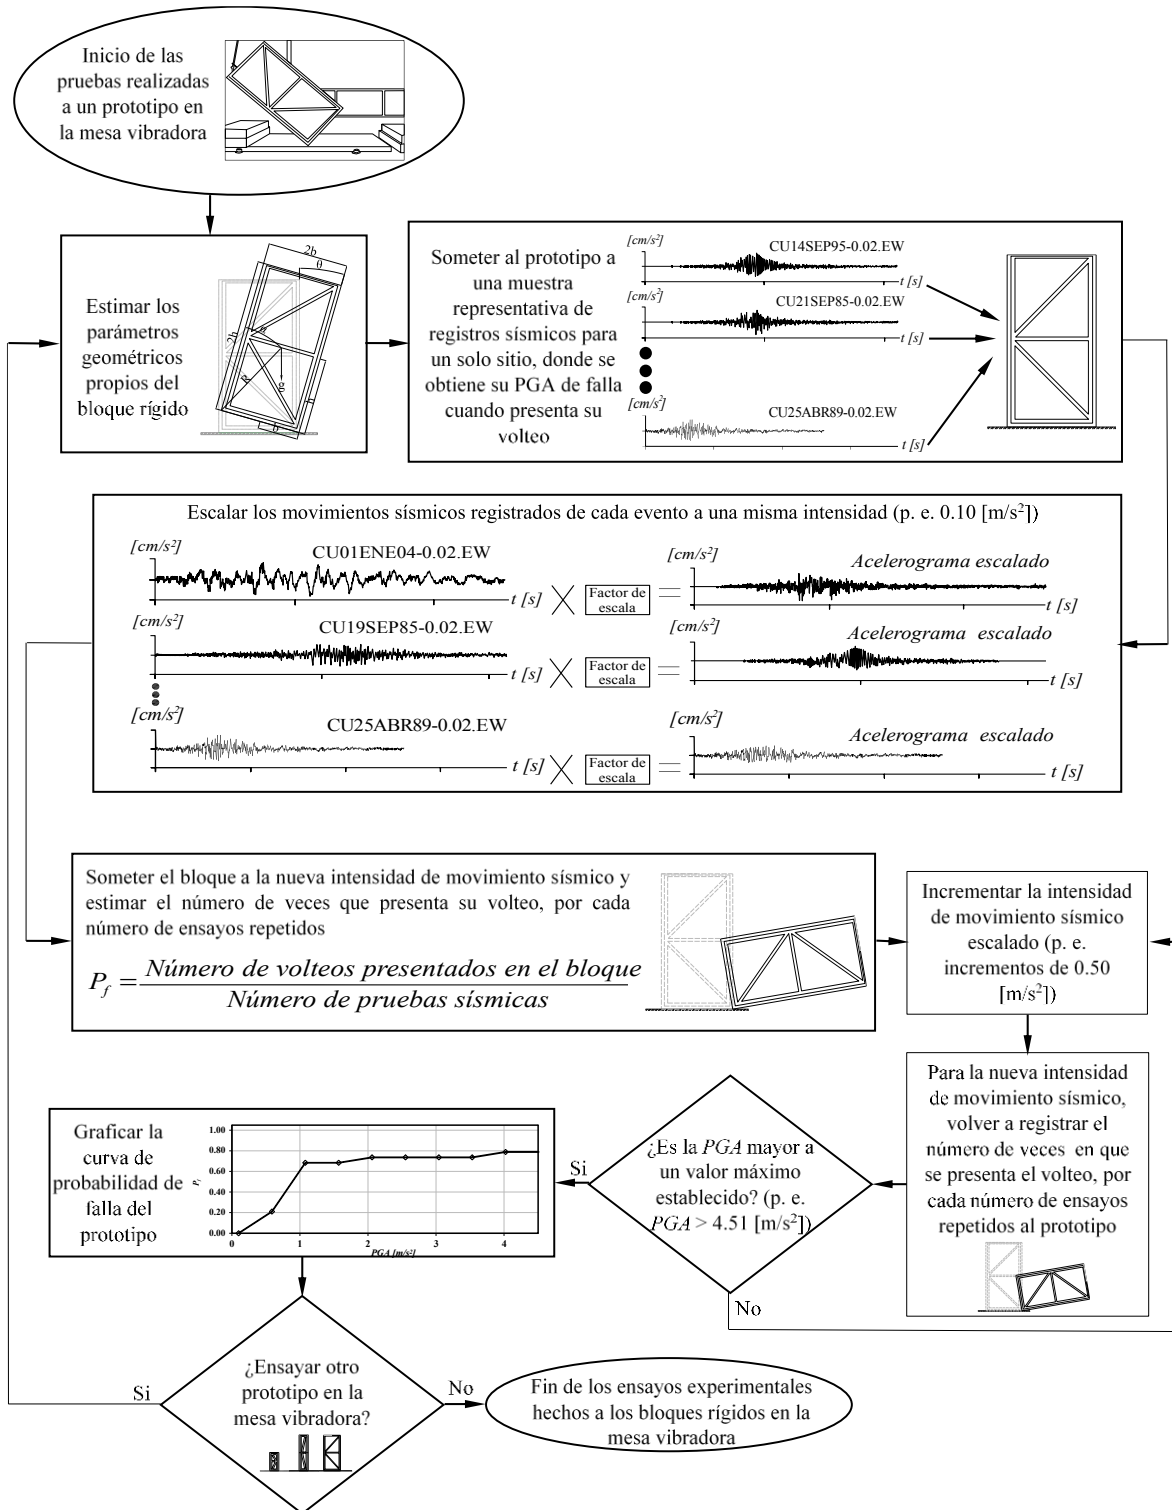 Inicio de las
pruebas realizadas
a un prototipo en
la mesa vibradora
Estimar los
parámetros
geométricos
propios del
bloque rígido
2b
θ
2h
R
g
h
b
Someter al prototipo a
una muestra
representativa de
registros sísmicos para
un solo sitio, donde se
obtiene su PGA de falla
cuando presenta su
volteo
[cm/s²]
CU14SEP95-0.02.EW
t [s]
[cm/s²]
CU21SEP85-0.02.EW
t [s]
[cm/s²]
CU25ABR89-0.02.EW
t [s]
Escalar los movimientos sísmicos registrados de cada evento a una misma intensidad (p. e. 0.10 [m/s²])
[cm/s²]
CU01ENE04-0.02.EW
t [s]
Factor de
escala
=
[cm/s²]
Acelerograma escalado
t [s]
[cm/s²]
CU19SEP85-0.02.EW
t [s]
Factor de
escala
=
[cm/s²]
Acelerograma escalado
t [s]
[cm/s²]
CU25ABR89-0.02.EW
t [s]
Factor de
escala
=
[cm/s²]
Acelerograma escalado
t [s]
Someter el bloque a la nueva intensidad de movimiento sísmico y
estimar el número de veces que presenta su volteo, por cada
número de ensayos repetidos
P_f = Número de volteos presentados en el bloque
Número de pruebas sísmicas
Incrementar la intensidad
de movimiento sísmico
escalado (p. e.
incrementos de 0.50
[m/s²])
Para la nueva intensidad
de movimiento sísmico,
volver a registrar el
número de veces en que
se presenta el volteo, por
cada número de ensayos
repetidos al prototipo
¿Es la PGA mayor a
un valor máximo
establecido? (p. e.
PGA > 4.51 [m/s²])
Si
No
Graficar la
curva de
probabilidad de
falla del
prototipo
1.00
0.80
0.60
0.40
0.20
0.00
P_f
0 1 2 3 4
PGA [m/s²]
¿Ensayar otro
prototipo en la
mesa vibradora?
Si
No
Fin de los ensayos experimentales
hechos a los bloques rígidos en la
mesa vibradora